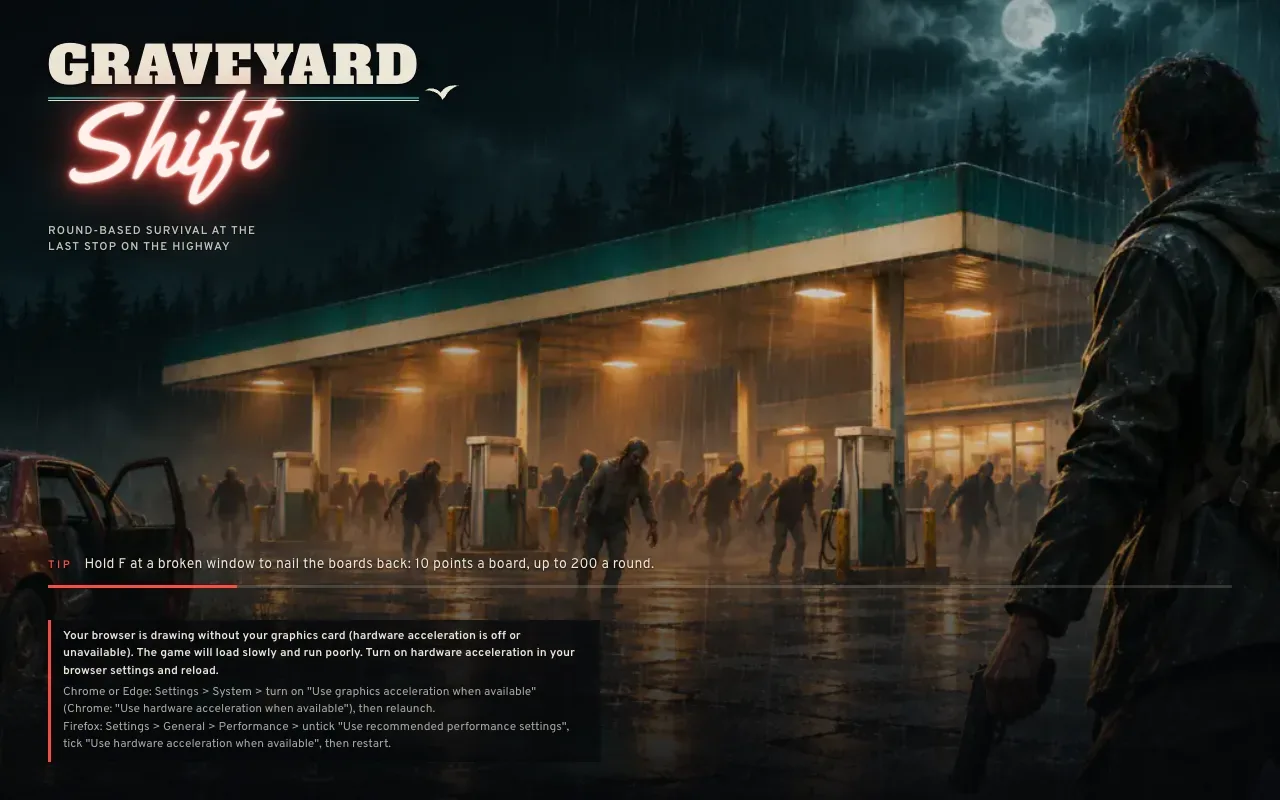 GRAVEYARD
Shift
ROUND-BASED SURVIVAL AT THE
LAST STOP ON THE HIGHWAY
TIP Hold F at a broken window to nail the boards back: 10 points a board, up to 200 a round.
Your browser is drawing without your graphics card (hardware acceleration is off or
unavailable). The game will load slowly and run poorly. Turn on hardware acceleration in your
browser settings and reload.
Chrome or Edge: Settings > System > turn on "Use graphics acceleration when available"
(Chrome: "Use hardware acceleration when available"), then relaunch.
Firefox: Settings > General > Performance > untick "Use recommended performance settings",
tick "Use hardware acceleration when available", then restart.